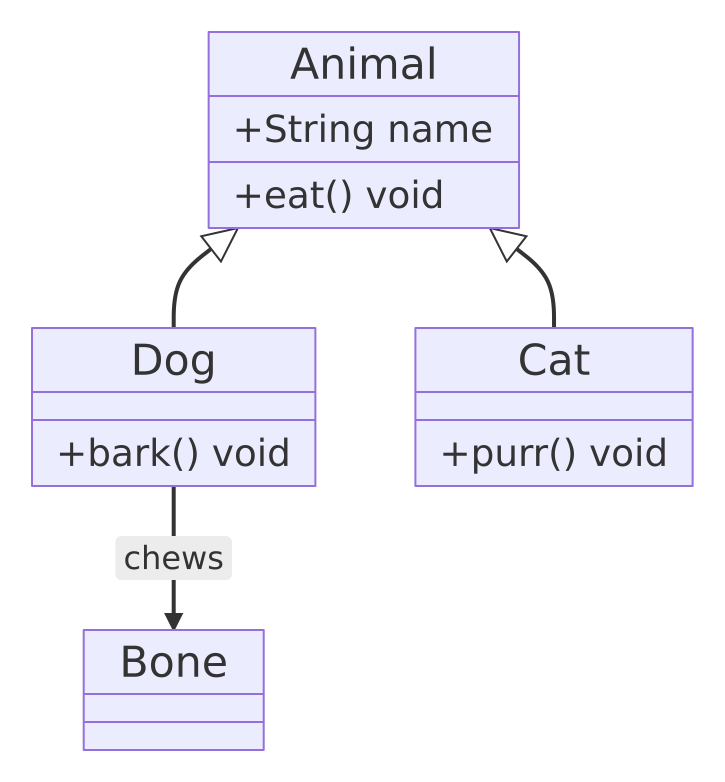 Animal
+String name
+eat() void
Dog
Cat
+bark() void
+purr() void
chews
Bone